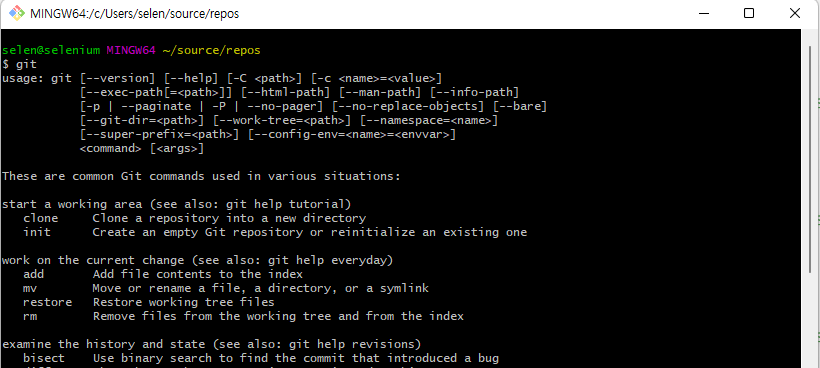 MINGW64:/c/Users/selen/source/repos
selen@selenium MINGW64 ~/source/repos
$ git
usage: git [--version] [--help] [-C <path>] [-c <name>=<value>]
           [--exec-path[=<path>]] [--html-path] [--man-path] [--info-path]
           [-p | --paginate | -P | --no-pager] [--no-replace-objects] [--bare]
           [--git-dir=<path>] [--work-tree=<path>] [--namespace=<name>]
           [--super-prefix=<path>] [--config-env=<name>=<envvar>]
           <command> [<args>]
These are common Git commands used in various situations:
start a working area (see also: git help tutorial)
   clone     Clone a repository into a new directory
   init      Create an empty Git repository or reinitialize an existing one
work on the current change (see also: git help everyday)
   add       Add file contents to the index
   mv        Move or rename a file, a directory, or a symlink
   restore   Restore working tree files
   rm        Remove files from the working tree and from the index
examine the history and state (see also: git help revisions)
   bisect    Use binary search to find the commit that introduced a bug